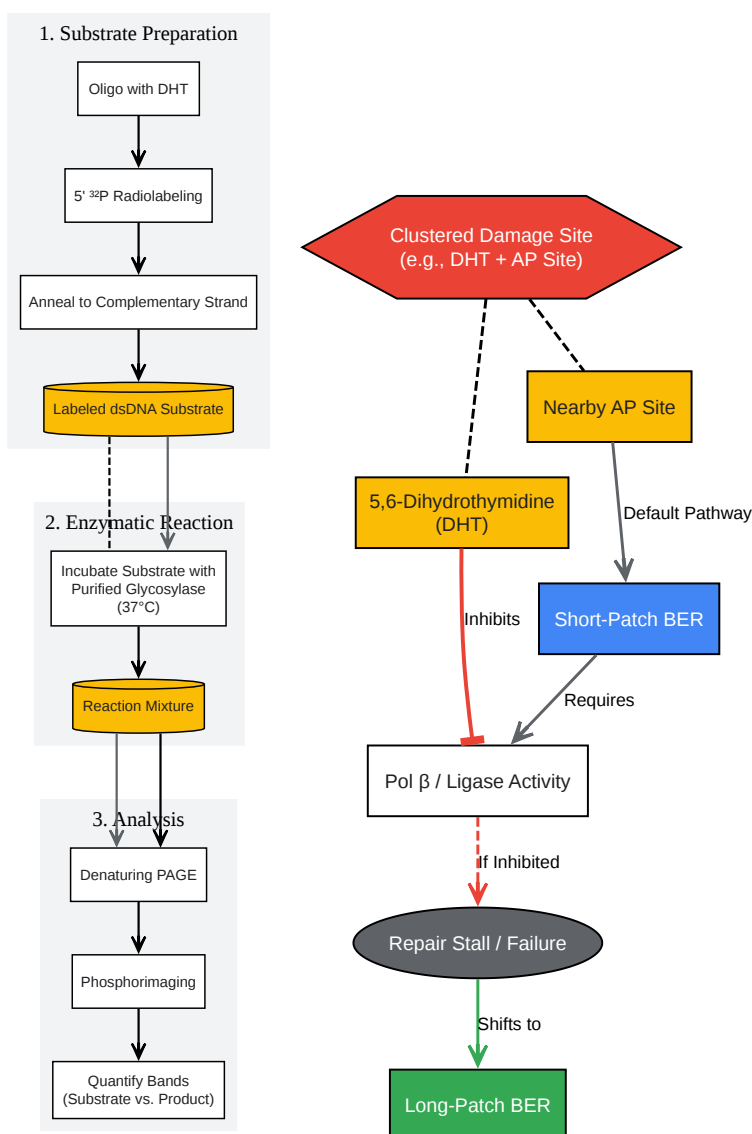 1. Substrate Preparation
Oligo with DHT
5' ³²P Radiolabeling
Anneal to Complementary Strand
Labeled dsDNA Substrate
2. Enzymatic Reaction
Incubate Substrate with
Purified Glycosylase
(37°C)
Reaction Mixture
3. Analysis
Denaturing PAGE
Phosphorimaging
Quantify Bands
(Substrate vs. Product)
Clustered Damage Site
(e.g., DHT + AP Site)
Nearby AP Site
5,6-Dihydrothymidine
(DHT)
Default Pathway
Short-Patch BER
Inhibits
Requires
Pol β / Ligase Activity
If Inhibited
Repair Stall / Failure
Shifts to
Long-Patch BER